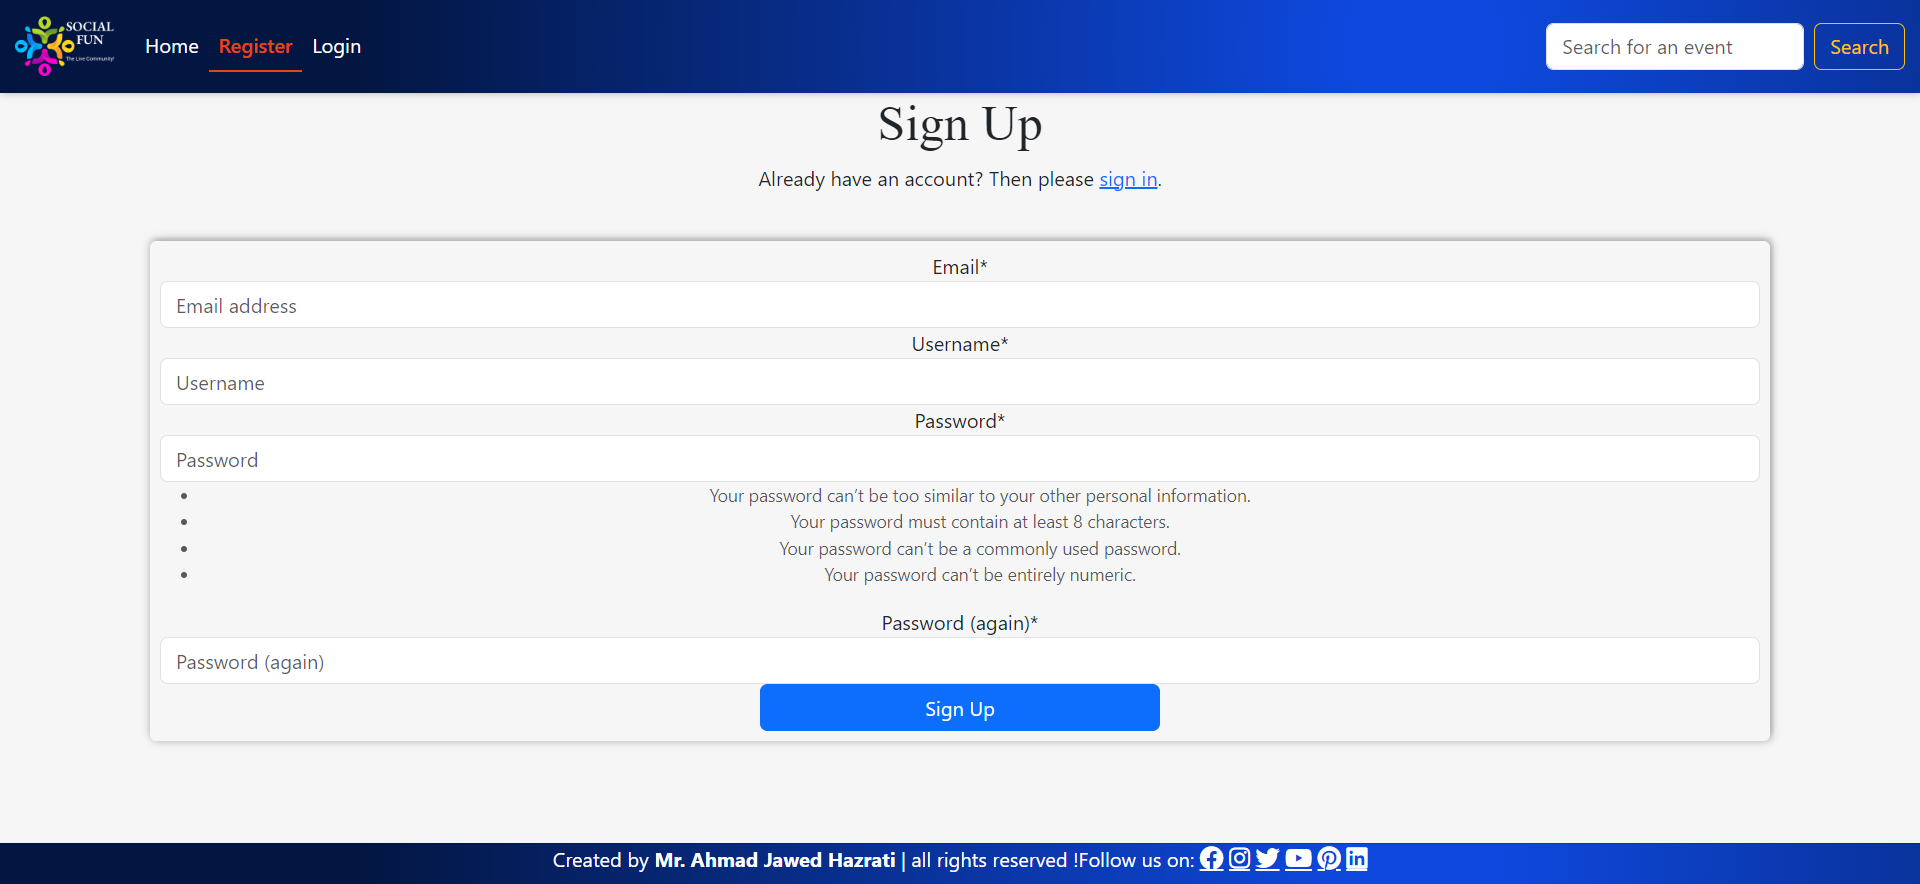 SOCIAL
FUN
The Live Community!
Home Register Login
Search for an event Search
Sign Up
Already have an account? Then please sign in.
Email*
Email address
Username*
Username
Password*
Password
Your password can’t be too similar to your other personal information.
Your password must contain at least 8 characters.
Your password can’t be a commonly used password.
Your password can’t be entirely numeric.
Password (again)*
Password (again)
Sign Up
Created by Mr. Ahmad Jawed Hazrati | all rights reserved !Follow us on: